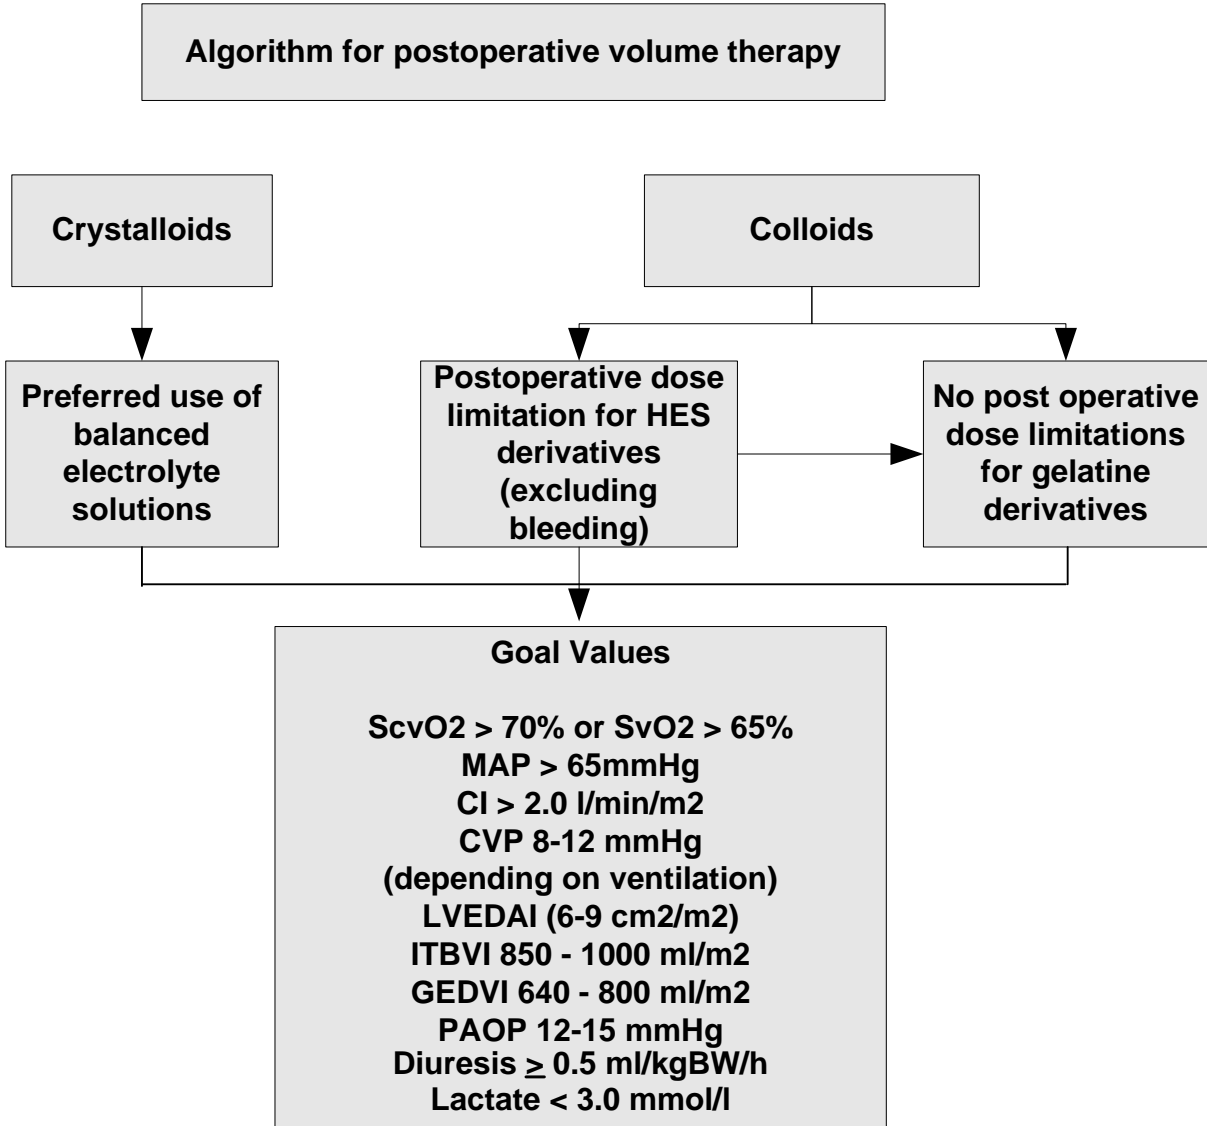 Algorithm for postoperative volume therapy
Crystalloids
Colloids
Preferred use of
balanced
electrolyte
solutions
Postoperative dose
limitation for HES
derivatives
(excluding
bleeding)
No post operative
dose limitations
for gelatine
derivatives
Goal Values
ScvO2 > 70% or SvO2 > 65%
MAP > 65mmHg
CI > 2.0 l/min/m2
CVP 8-12 mmHg
(depending on ventilation)
LVEDAI (6-9 cm2/m2)
ITBVI 850 - 1000 ml/m2
GEDVI 640 - 800 ml/m2
PAOP 12-15 mmHg
Diuresis ≥ 0.5 ml/kgBW/h
Lactate < 3.0 mmol/l